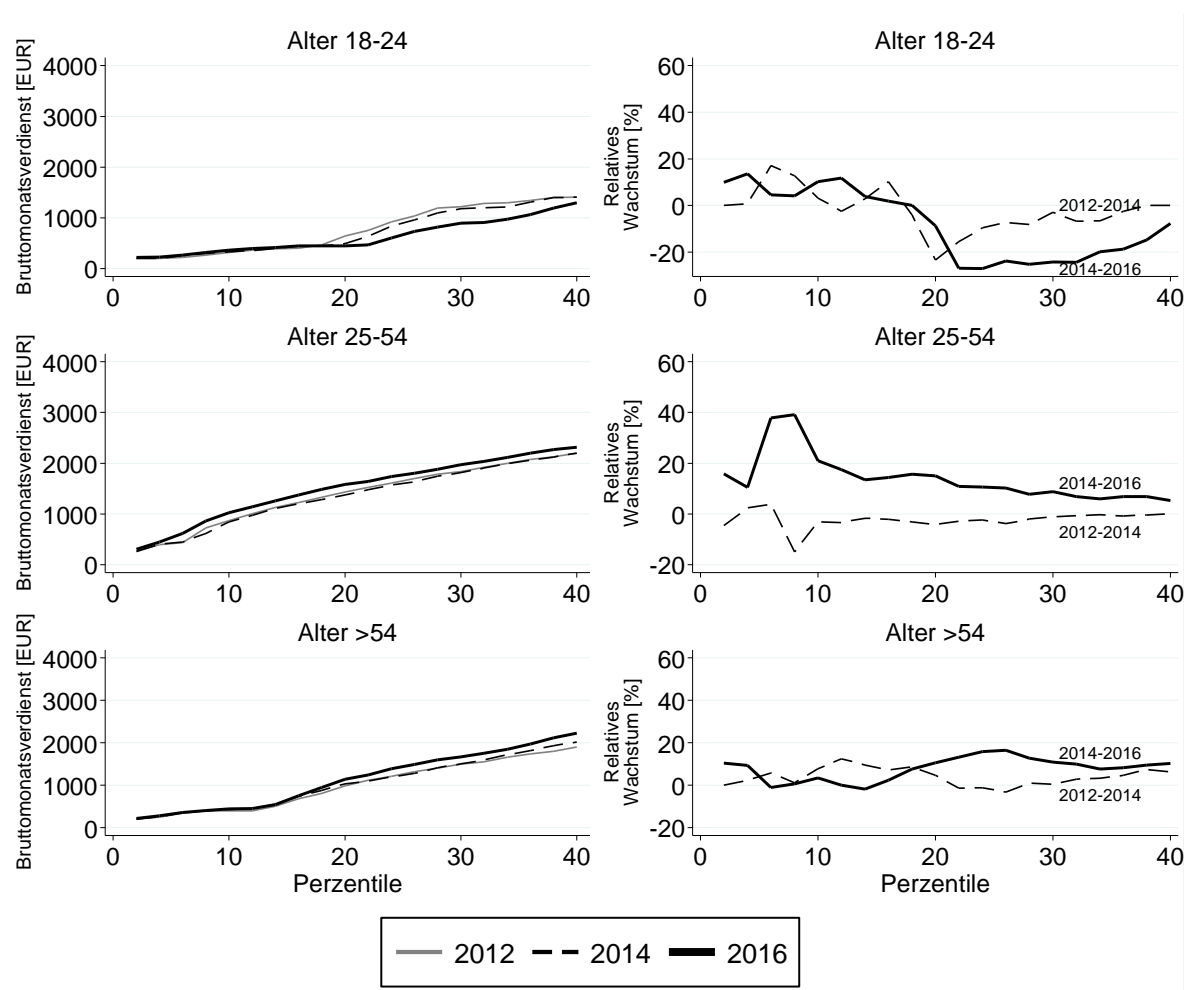 Alter 18-24
Bruttomonatsverdienst [EUR]
4000
3000
2000
1000
0
0 10 20 30 40
Alter 18-24
Relatives
Wachstum [%]
60
40
20
0
-20
2012-2014
2014-2016
0 10 20 30 40
Alter 25-54
Bruttomonatsverdienst [EUR]
4000
3000
2000
1000
0
0 10 20 30 40
Alter 25-54
Relatives
Wachstum [%]
60
40
20
0
-20
2014-2016
2012-2014
0 10 20 30 40
Alter >54
Bruttomonatsverdienst [EUR]
4000
3000
2000
1000
0
0 10 20 30 40
Perzentile
Alter >54
Relatives
Wachstum [%]
60
40
20
0
-20
2014-2016
2012-2014
0 10 20 30 40
Perzentile
2012 2014 2016